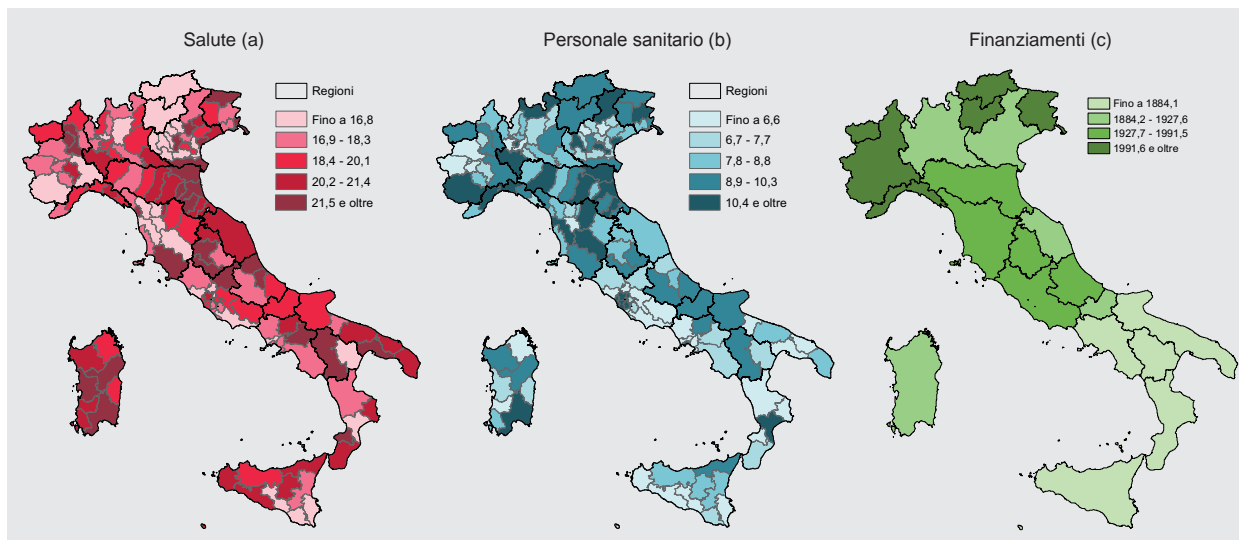 Salute (a)
Regioni
Fino a 16,8
16,9 - 18,3
18,4 - 20,1
20,2 - 21,4
21,5 e oltre
Personale sanitario (b)
Regioni
Fino a 6,6
6,7 - 7,7
7,8 - 8,8
8,9 - 10,3
10,4 e oltre
Finanziamenti (c)
Fino a 1884,1
1884,2 - 1927,6
1927,7 - 1991,5
1991,6 e oltre